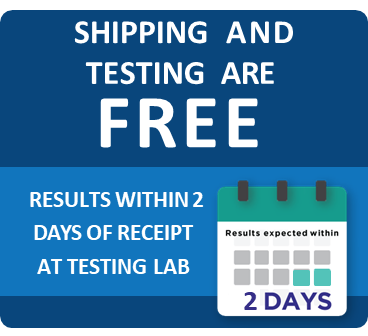 SHIPPING AND
TESTING ARE
FREE
RESULTS WITHIN 2
DAYS OF RECEIPT
AT TESTING LAB
Results expected within
2 DAYS